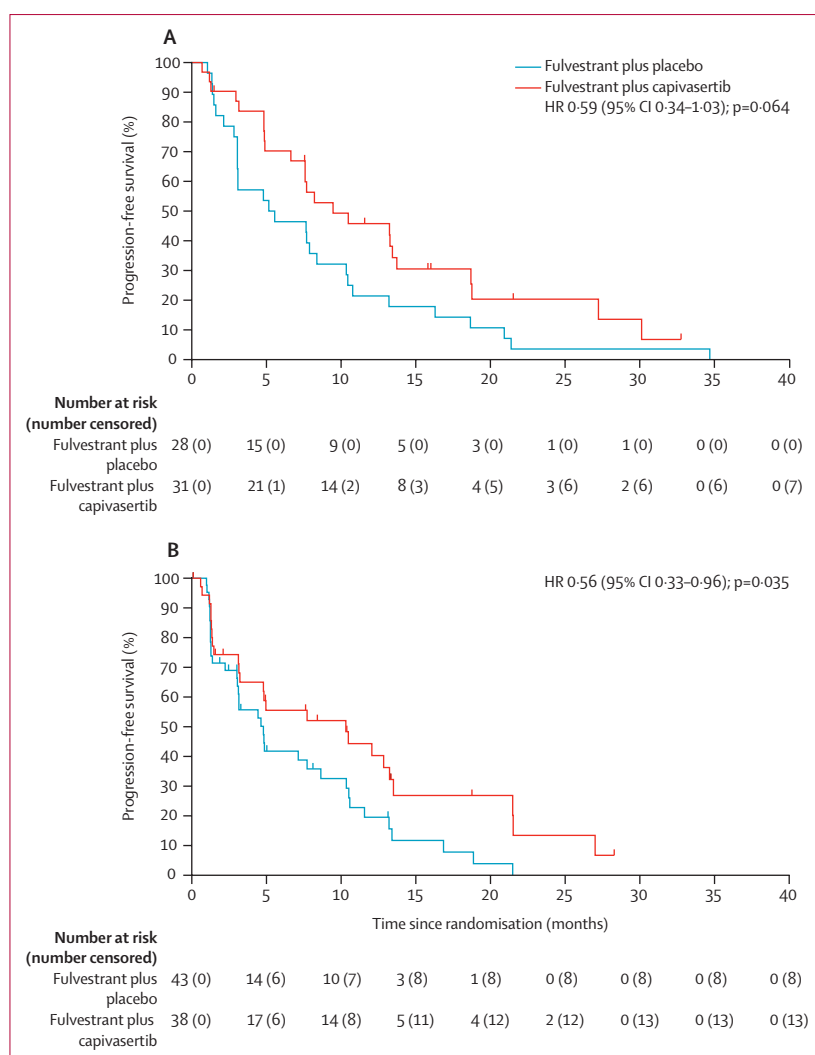 A
100
90
80
70
60
50
40
30
20
10
0
Progression-free survival (%)
Fulvestrant plus placebo
Fulvestrant plus capivasertib
HR 0·59 (95% CI 0·34–1·03); p=0·064
0 5 10 15 20 25 30 35 40
Number at risk
(number censored)
Fulvestrant plus
placebo
28 (0) 15 (0) 9 (0) 5 (0) 3 (0) 1 (0) 1 (0) 0 (0) 0 (0)
Fulvestrant plus
capivasertib
31 (0) 21 (1) 14 (2) 8 (3) 4 (5) 3 (6) 2 (6) 0 (6) 0 (7)
B
100
90
80
70
60
50
40
30
20
10
0
Progression-free survival (%)
HR 0·56 (95% CI 0·33–0·96); p=0·035
0 5 10 15 20 25 30 35 40
Time since randomisation (months)
Number at risk
(number censored)
Fulvestrant plus
placebo
43 (0) 14 (6) 10 (7) 3 (8) 1 (8) 0 (8) 0 (8) 0 (8) 0 (8)
Fulvestrant plus
capivasertib
38 (0) 17 (6) 14 (8) 5 (11) 4 (12) 2 (12) 0 (13) 0 (13) 0 (13)